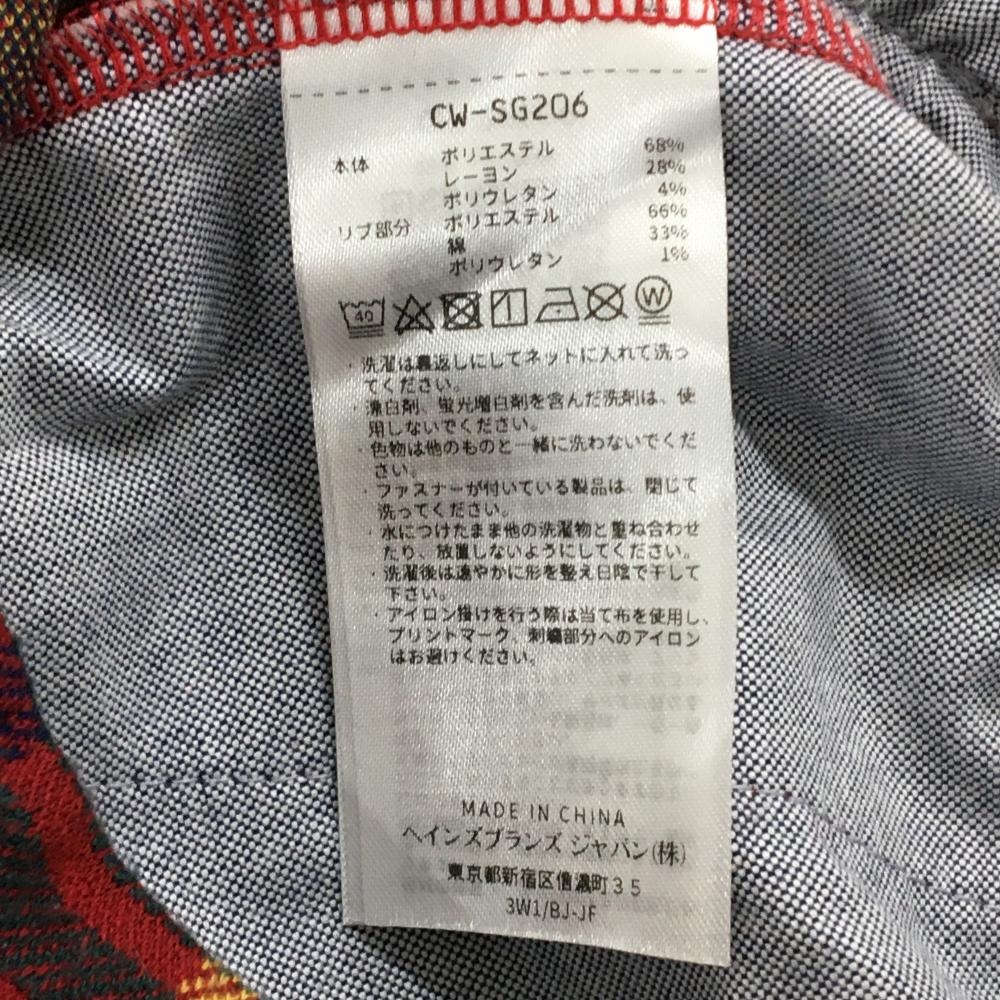 CW-SG206
本体 ポリエステル 68%
レーヨン 28%
ポリウレタン 4%
リブ部分 ポリエステル 66%
綿 33%
ポリウレタン 1%
40 W
・洗濯は裏返しにしてネットに入れて洗っ
てください。
・漂白剤、蛍光増白剤を含んだ洗剤は、使
用しないでください。
・色物は他のものと一緒に洗わないでくだ
さい。
・ファスナーが付いている製品は、閉じて
洗ってください。
・水につけたまま他の洗濯物と重ね合わせ
たり、放置しないようにしてください。
・洗濯後は速やかに形を整え日陰で干して
下さい。
・アイロン掛けを行う際は当て布を使用し、
プリントマーク、刺繍部分へのアイロン
はお避けください。
MADE IN CHINA
ヘインズブランズ ジャパン(株)
東京都新宿区信濃町35
3W1/BJ-JF